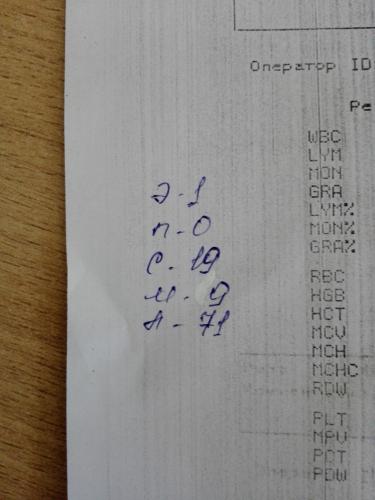 Оператор ID
Ре
WBC
LYM
MON
GRA
LYM%
MON%
GRA%
RBC
HGB
HCT
MCV
MCH
MCHC
RDW
PLT
MPV
PCT
PDW
Э - 1
П - 0
С - 19
М - 9
Л - 71